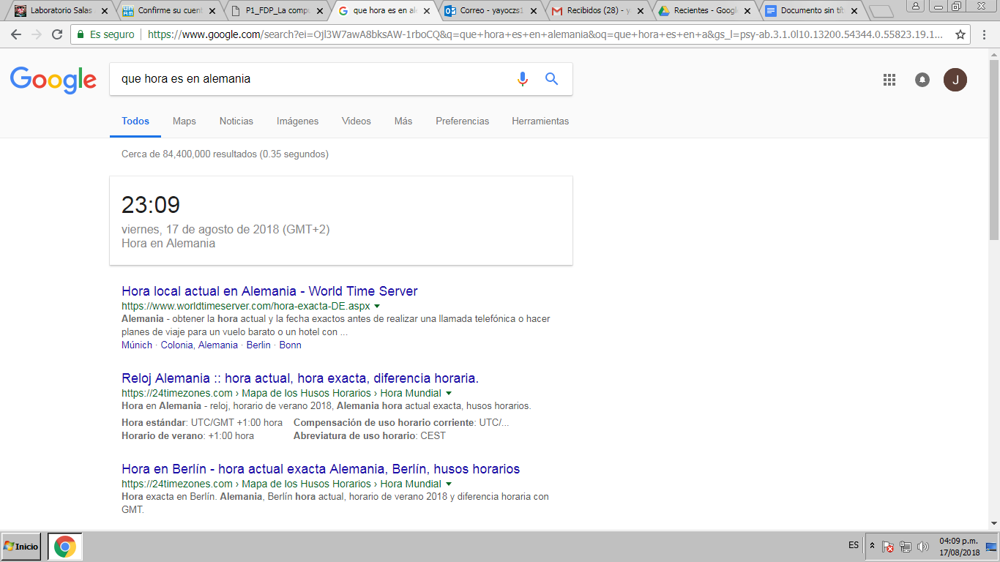 Laboratorio Salas
Confirme su cuent
P1_FDP_La compu
que hora es en ale
Correo - yayoczs1
Recibidos (28) - y
Recientes - Google
Documento sin títu
Es seguro
https://www.google.com/search?ei=Ojl3W7awA8bksAW-1rboCQ&q=que+hora+es+en+alemania&oq=que+hora+es+en+a&gs_l=psy-ab.3.1.0l10.13200.54344.0.55823.19.1...
Google
que hora es en alemania
J
Todos Maps Noticias Imágenes Videos Más Preferencias Herramientas
Cerca de 84,400,000 resultados (0.35 segundos)
23:09
viernes, 17 de agosto de 2018 (GMT+2)
Hora en Alemania
Hora local actual en Alemania - World Time Server
https://www.worldtimeserver.com/hora-exacta-DE.aspx
Alemania - obtener la hora actual y la fecha exactos antes de realizar una llamada telefónica o hacer
planes de viaje para un vuelo barato o un hotel con ...
Múnich · Colonia, Alemania · Berlin · Bonn
Reloj Alemania :: hora actual, hora exacta, diferencia horaria.
https://24timezones.com › Mapa de los Husos Horarios › Hora Mundial
Hora en Alemania - reloj, horario de verano 2018, Alemania hora actual exacta, husos horarios.
Hora estándar: UTC/GMT +1:00 hora Compensación de uso horario corriente: UTC/...
Horario de verano: +1:00 hora Abreviatura de uso horario: CEST
Hora en Berlín - hora actual exacta Alemania, Berlín, husos horarios
https://24timezones.com › Mapa de los Husos Horarios › Hora Mundial
Hora exacta en Berlín. Alemania, Berlín hora actual, horario de verano 2018 y diferencia horaria con
GMT.
Inicio
ES
04:09 p.m.
17/08/2018